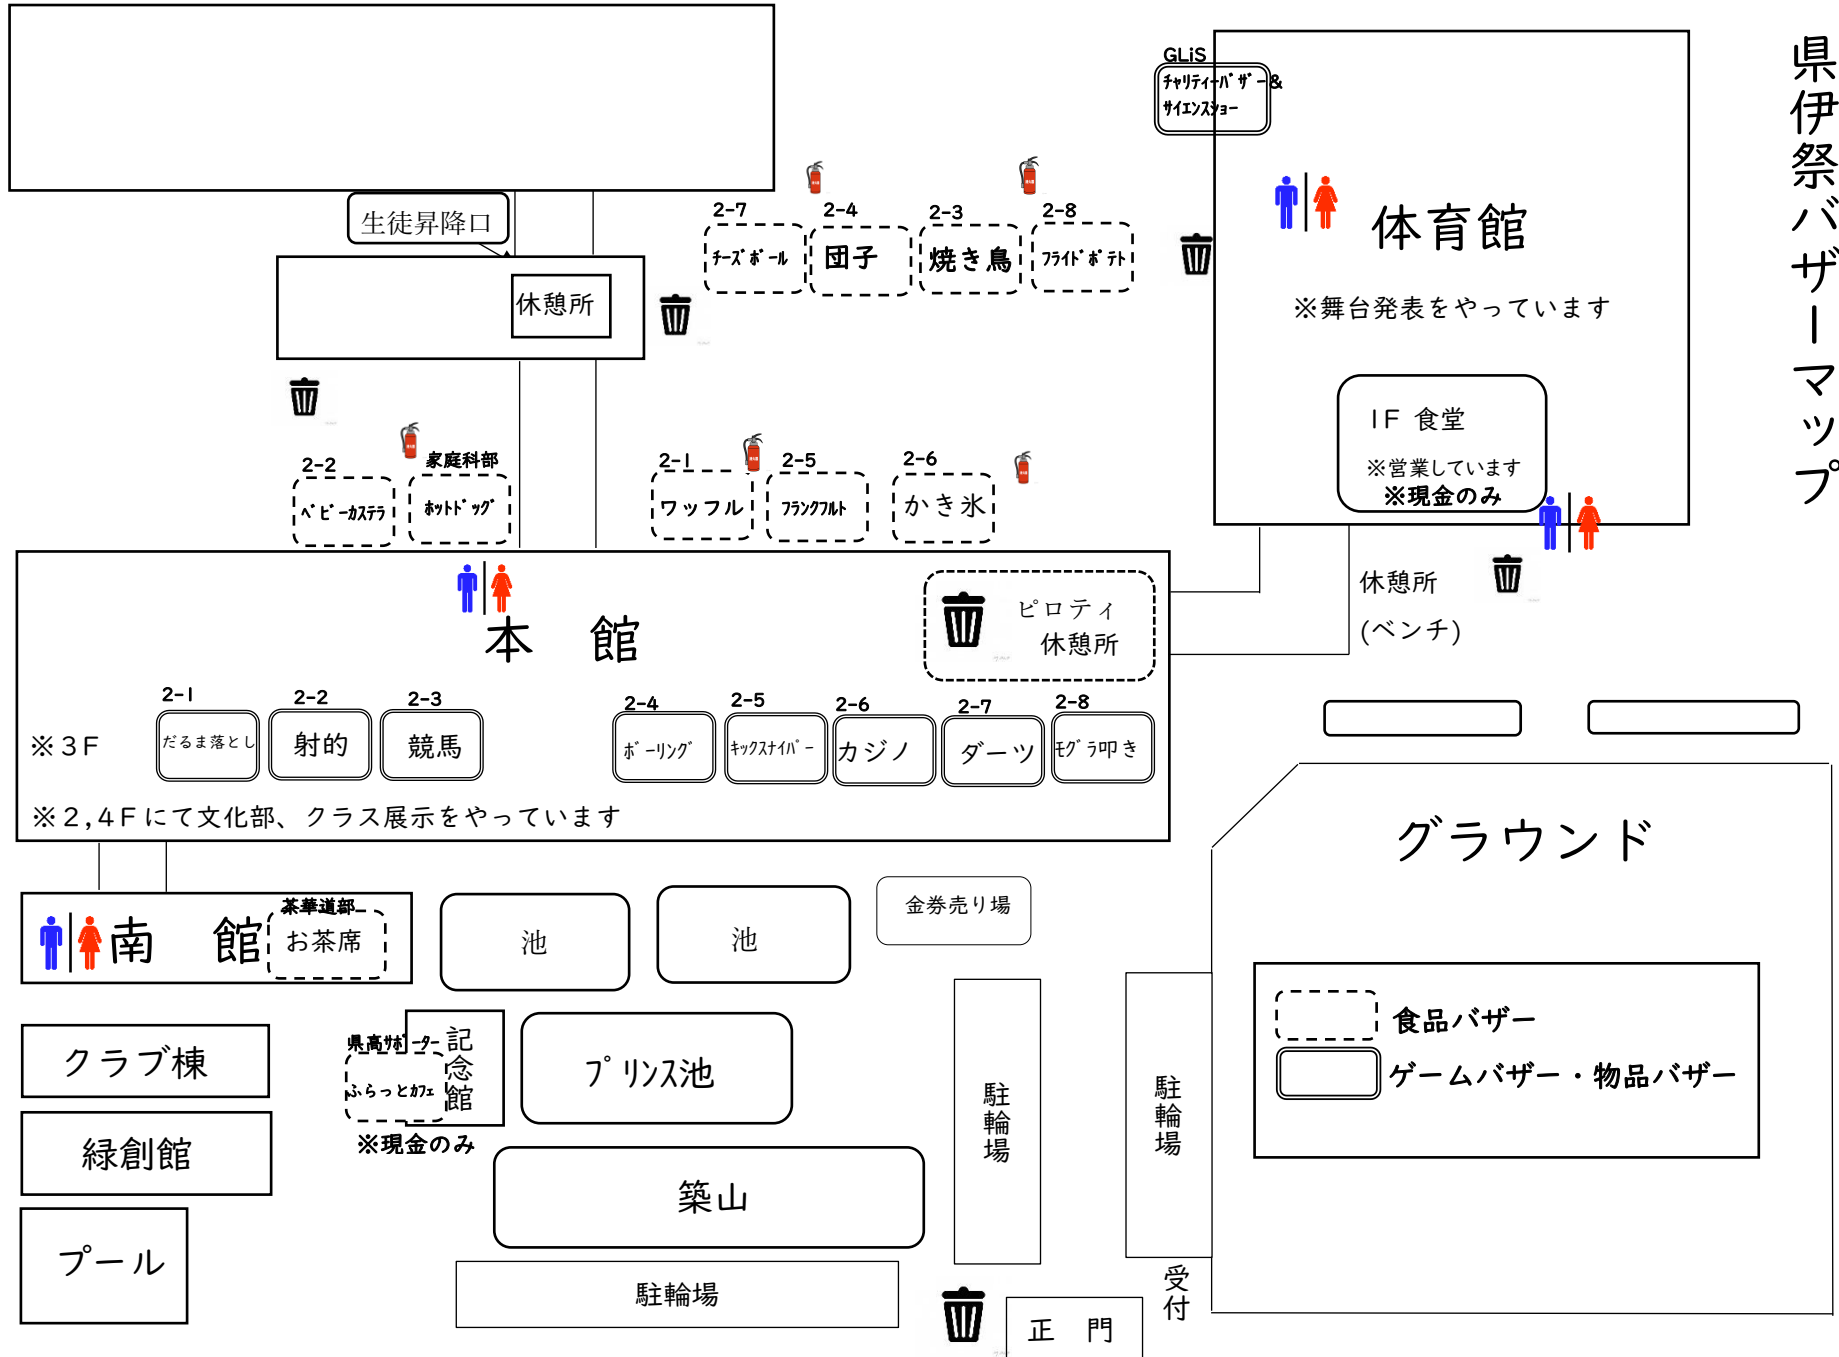 県伊祭バザーマップ
GLiS
チャリティーバザー&
サイエンスショー
体育館
※舞台発表をやっています
1F 食堂
※営業しています
※現金のみ
生徒昇降口
休憩所
2-7
チーズボール
2-4
団子
2-3
焼き鳥
2-8
フライドポテト
2-2
ベビーカステラ
家庭科部
ホットドッグ
2-1
ワッフル
2-5
フランクフルト
2-6
かき氷
休憩所
(ベンチ)
本 館
ピロティ
休憩所
※3F
2-1
だるま落とし
2-2
射的
2-3
競馬
2-4
ボーリング
2-5
キックスナイパー
2-6
カジノ
2-7
ダーツ
2-8
モグラ叩き
※2,4Fにて文化部、クラス展示をやっています
グラウンド
南 館
茶華道部
お茶席
池
池
金券売り場
クラブ棟
県高サポーター
ふらっとカフェ
※現金のみ
記念館
プリンス池
駐輪場
駐輪場
食品バザー
ゲームバザー・物品バザー
緑創館
築山
プール
駐輪場
受付
正 門